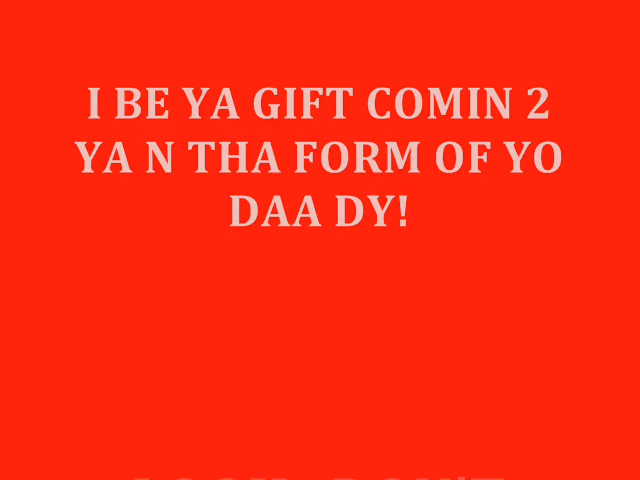 I BE YA GIFT COMIN 2
YA N THA FORM OF YO
DAA DY!